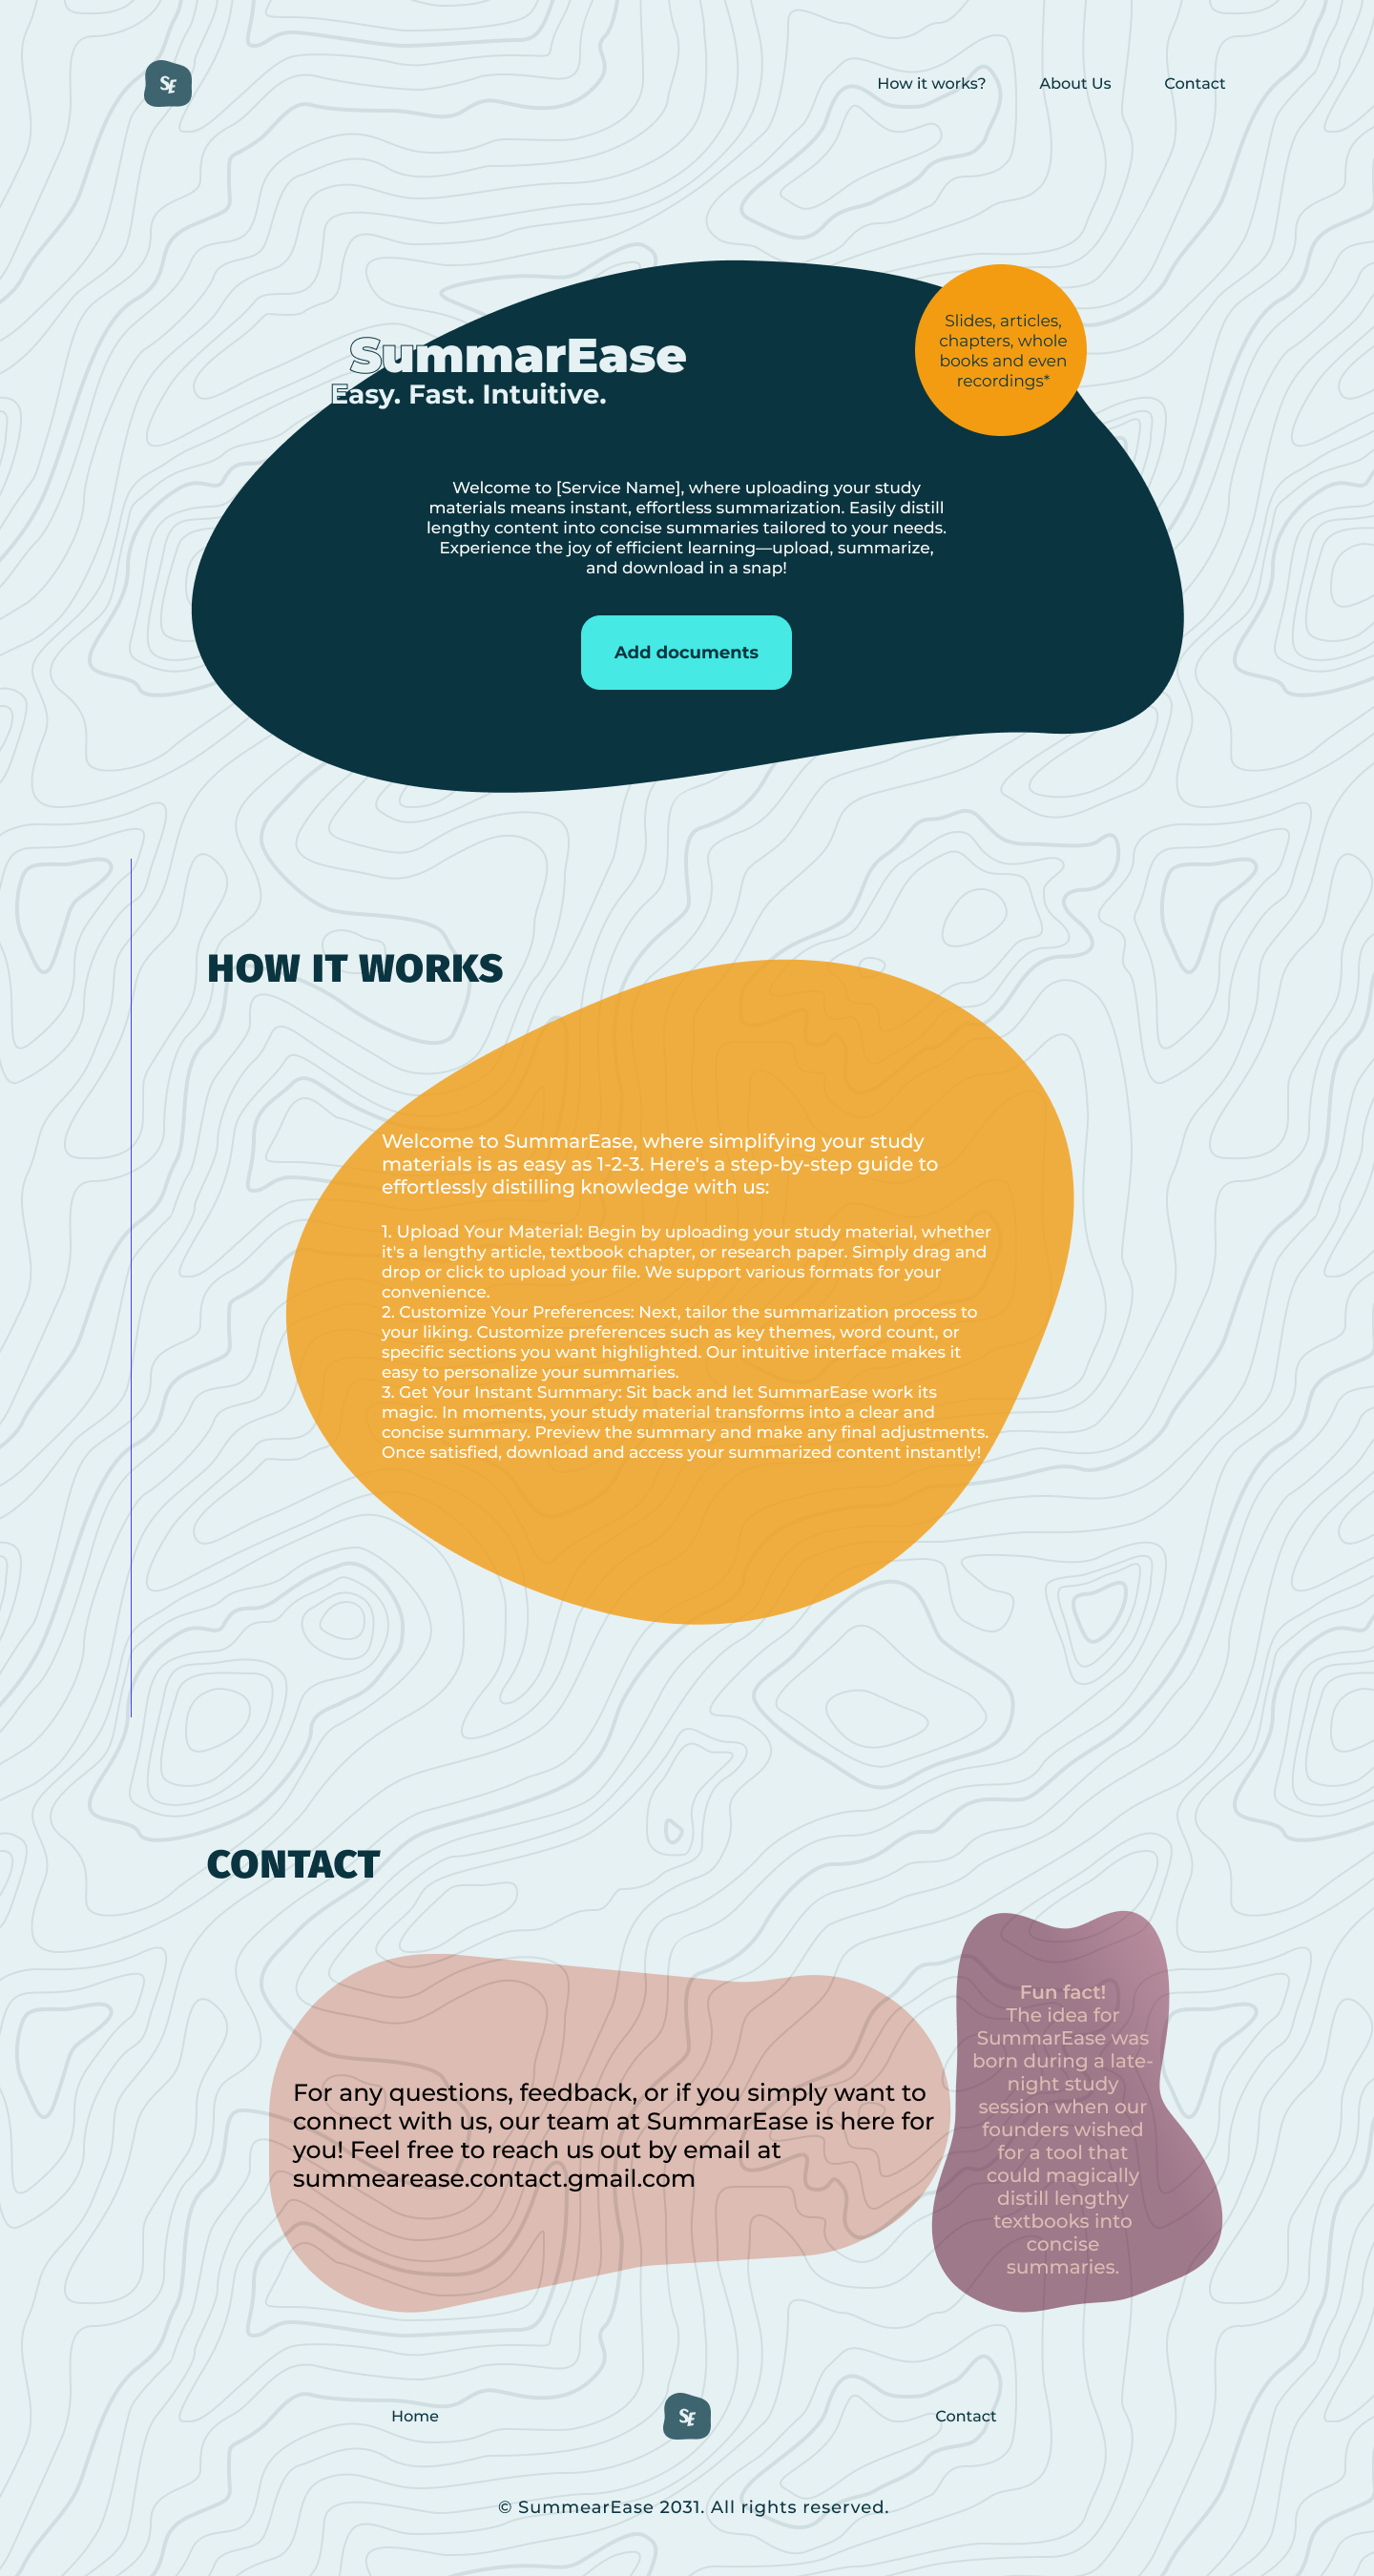 SE
How it works?
About Us
Contact
SummarEase
Easy. Fast. Intuitive.
Slides, articles,
chapters, whole
books and even
recordings*
Welcome to [Service Name], where uploading your study
materials means instant, effortless summarization. Easily distill
lengthy content into concise summaries tailored to your needs.
Experience the joy of efficient learning—upload, summarize,
and download in a snap!
Add documents
HOW IT WORKS
Welcome to SummarEase, where simplifying your study
materials is as easy as 1-2-3. Here's a step-by-step guide to
effortlessly distilling knowledge with us:
1. Upload Your Material: Begin by uploading your study material, whether
it's a lengthy article, textbook chapter, or research paper. Simply drag and
drop or click to upload your file. We support various formats for your
convenience.
2. Customize Your Preferences: Next, tailor the summarization process to
your liking. Customize preferences such as key themes, word count, or
specific sections you want highlighted. Our intuitive interface makes it
easy to personalize your summaries.
3. Get Your Instant Summary: Sit back and let SummarEase work its
magic. In moments, your study material transforms into a clear and
concise summary. Preview the summary and make any final adjustments.
Once satisfied, download and access your summarized content instantly!
CONTACT
For any questions, feedback, or if you simply want to
connect with us, our team at SummarEase is here for
you! Feel free to reach us out by email at
summearease.contact.gmail.com
Fun fact!
The idea for
SummarEase was
born during a late-
night study
session when our
founders wished
for a tool that
could magically
distill lengthy
textbooks into
concise
summaries.
Home
SE
Contact
© SummearEase 2031. All rights reserved.